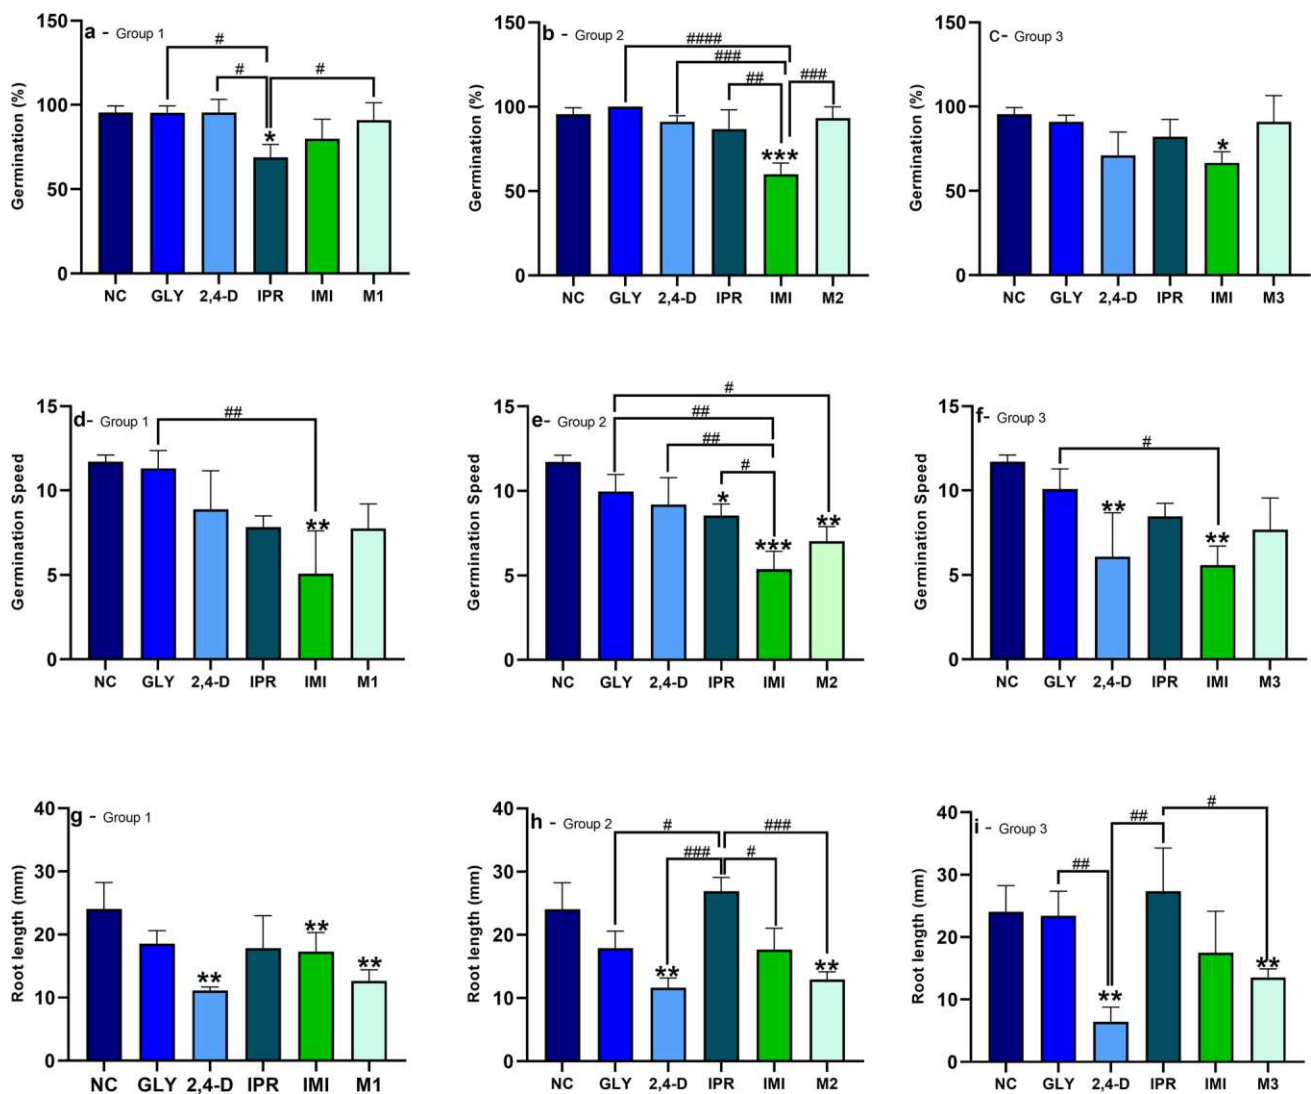 a - Group 1
Germination (%)
150
100
50
0
#
#
#
*
NC GLY 2,4-D IPR IMI M1
b - Group 2
Germination (%)
150
100
50
0
####
###
##
###
***
NC GLY 2,4-D IPR IMI M2
c- Group 3
Germination (%)
150
100
50
0
*
NC GLY 2,4-D IPR IMI M3
d- Group 1
Germination Speed
15
10
5
0
##
**
NC GLY 2,4-D IPR IMI M1
e- Group 2
Germination Speed
15
10
5
0
#
##
##
#
*
***
**
NC GLY 2,4-D IPR IMI M2
f- Group 3
Germination Speed
15
10
5
0
#
**
**
NC GLY 2,4-D IPR IMI M3
g - Group 1
Root length (mm)
40
30
20
10
0
**
**
**
NC GLY 2,4-D IPR IMI M1
h - Group 2
Root length (mm)
40
30
20
10
0
#
###
###
#
**
**
NC GLY 2,4-D IPR IMI M2
i - Group 3
Root length (mm)
40
30
20
10
0
#
##
##
**
**
NC GLY 2,4-D IPR IMI M3